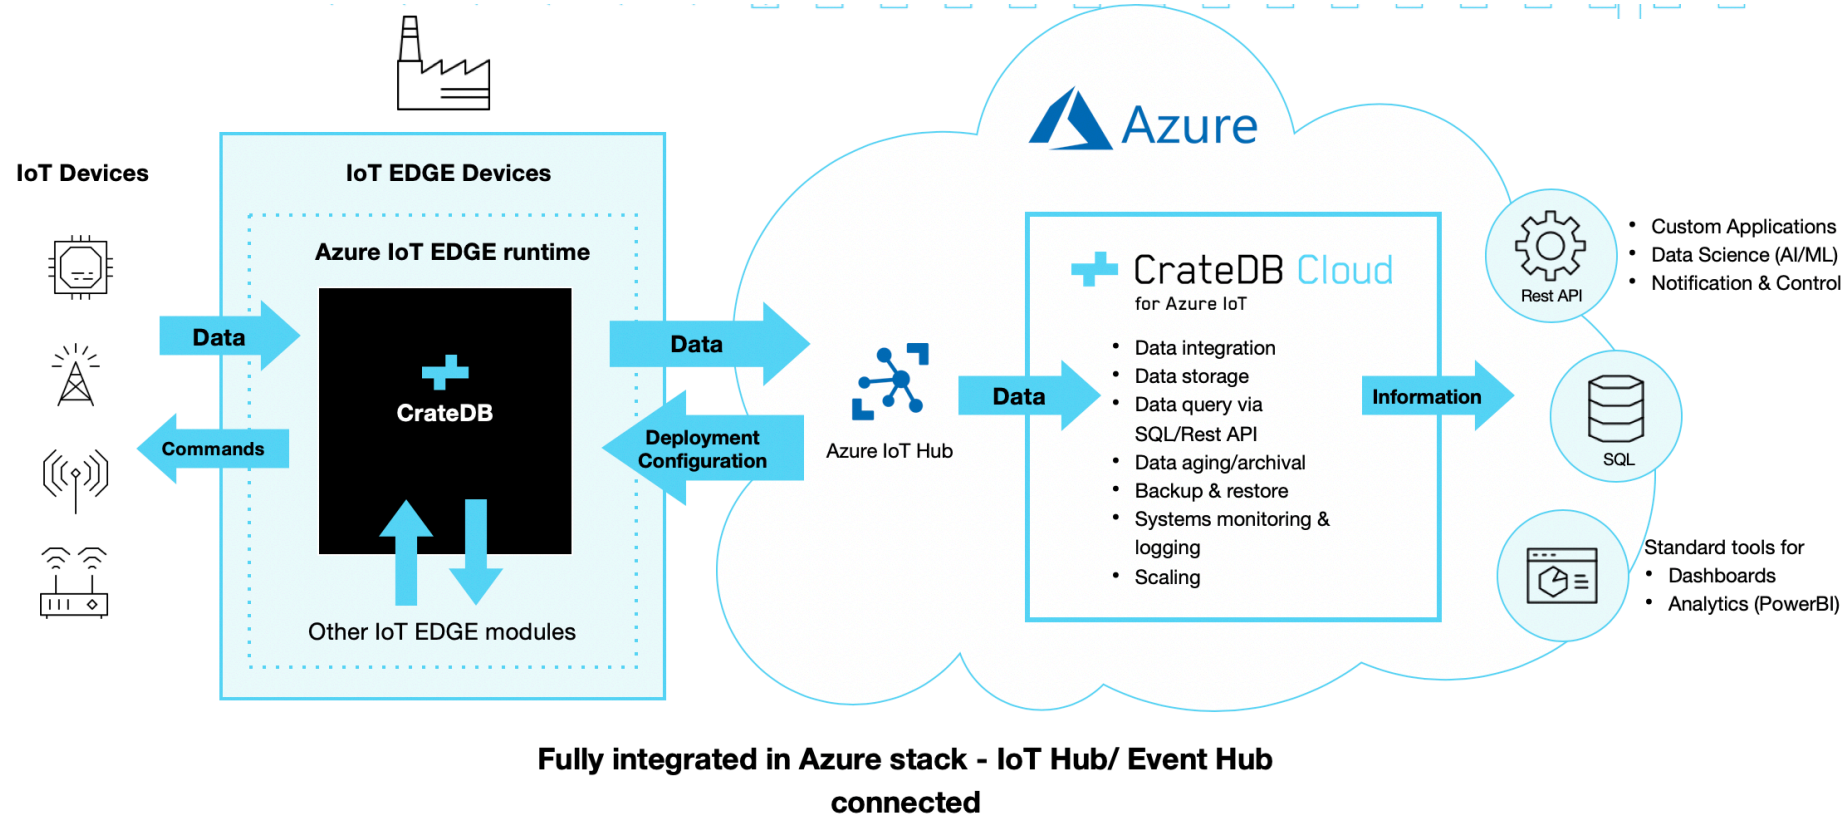 Azure
IoT Devices
IoT EDGE Devices
Azure IoT EDGE runtime
Data
CrateDB
Commands
Other IoT EDGE modules
Data
Deployment
Configuration
Azure IoT Hub
Data
CrateDB Cloud
for Azure IoT
• Data integration
• Data storage
• Data query via
SQL/Rest API
• Data aging/archival
• Backup & restore
• Systems monitoring &
logging
• Scaling
Information
Rest API
• Custom Applications
• Data Science (AI/ML)
• Notification & Control
SQL
Standard tools for
• Dashboards
• Analytics (PowerBI)
Fully integrated in Azure stack - IoT Hub/ Event Hub
connected